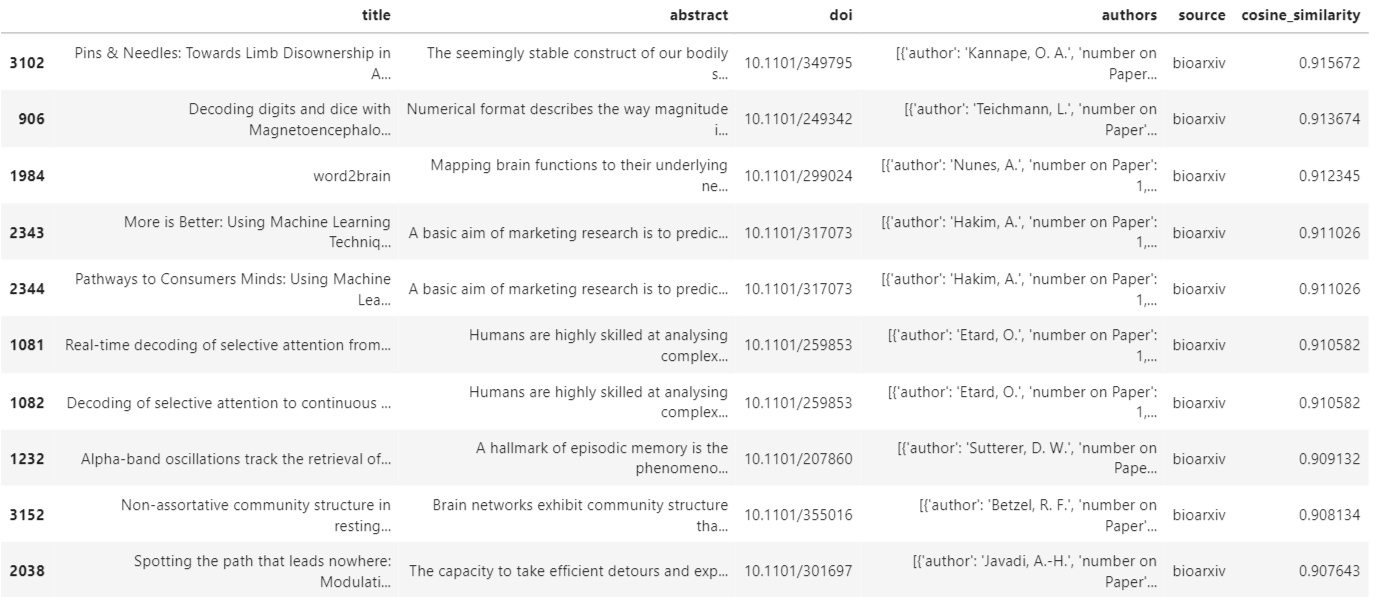 title abstract doi authors source cosine_similarity
3102 Pins & Needles: Towards Limb Disownership in A... The seemingly stable construct of our bodily s... 10.1101/349795 [{'author': 'Kannape, O. A.', 'number on Paper... bioarxiv 0.915672
906 Decoding digits and dice with Magnetoencephalo... Numerical format describes the way magnitude i... 10.1101/249342 [{'author': 'Teichmann, L.', 'number on Paper'... bioarxiv 0.913674
1984 word2brain Mapping brain functions to their underlying ne... 10.1101/299024 [{'author': 'Nunes, A.', 'number on Paper': 1,... bioarxiv 0.912345
2343 More is Better: Using Machine Learning Techniq... A basic aim of marketing research is to predic... 10.1101/317073 [{'author': 'Hakim, A.', 'number on Paper': 1,... bioarxiv 0.911026
2344 Pathways to Consumers Minds: Using Machine Lea... A basic aim of marketing research is to predic... 10.1101/317073 [{'author': 'Hakim, A.', 'number on Paper': 1,... bioarxiv 0.911026
1081 Real-time decoding of selective attention from... Humans are highly skilled at analysing complex... 10.1101/259853 [{'author': 'Etard, O.', 'number on Paper': 1,... bioarxiv 0.910582
1082 Decoding of selective attention to continuous ... Humans are highly skilled at analysing complex... 10.1101/259853 [{'author': 'Etard, O.', 'number on Paper': 1,... bioarxiv 0.910582
1232 Alpha-band oscillations track the retrieval of... A hallmark of episodic memory is the phenomeno... 10.1101/207860 [{'author': 'Sutterer, D. W.', 'number on Pape... bioarxiv 0.909132
3152 Non-assortative community structure in resting... Brain networks exhibit community structure tha... 10.1101/355016 [{'author': 'Betzel, R. F.', 'number on Paper'... bioarxiv 0.908134
2038 Spotting the path that leads nowhere: Modulati... The capacity to take efficient detours and exp... 10.1101/301697 [{'author': 'Javadi, A.-H.', 'number on Paper'... bioarxiv 0.907643